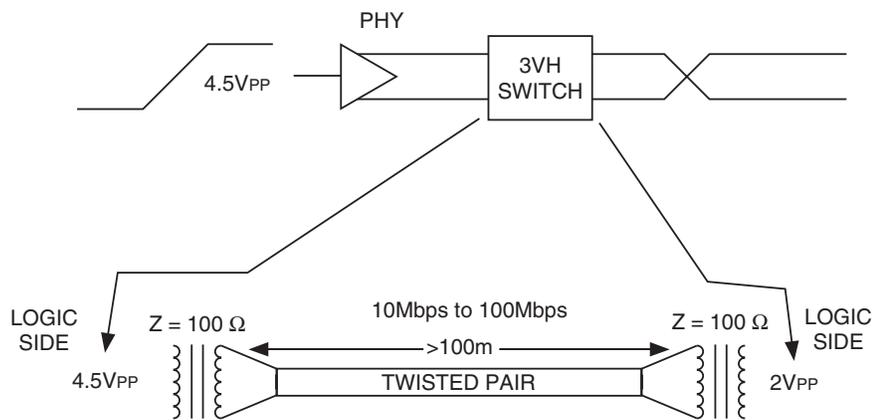 PHY
4.5VPP
3VH
SWITCH
10Mbps to 100Mbps
LOGIC
SIDE
Z = 100 Ω
Z = 100 Ω
LOGIC
SIDE
>100m
4.5VPP
TWISTED PAIR
2VPP